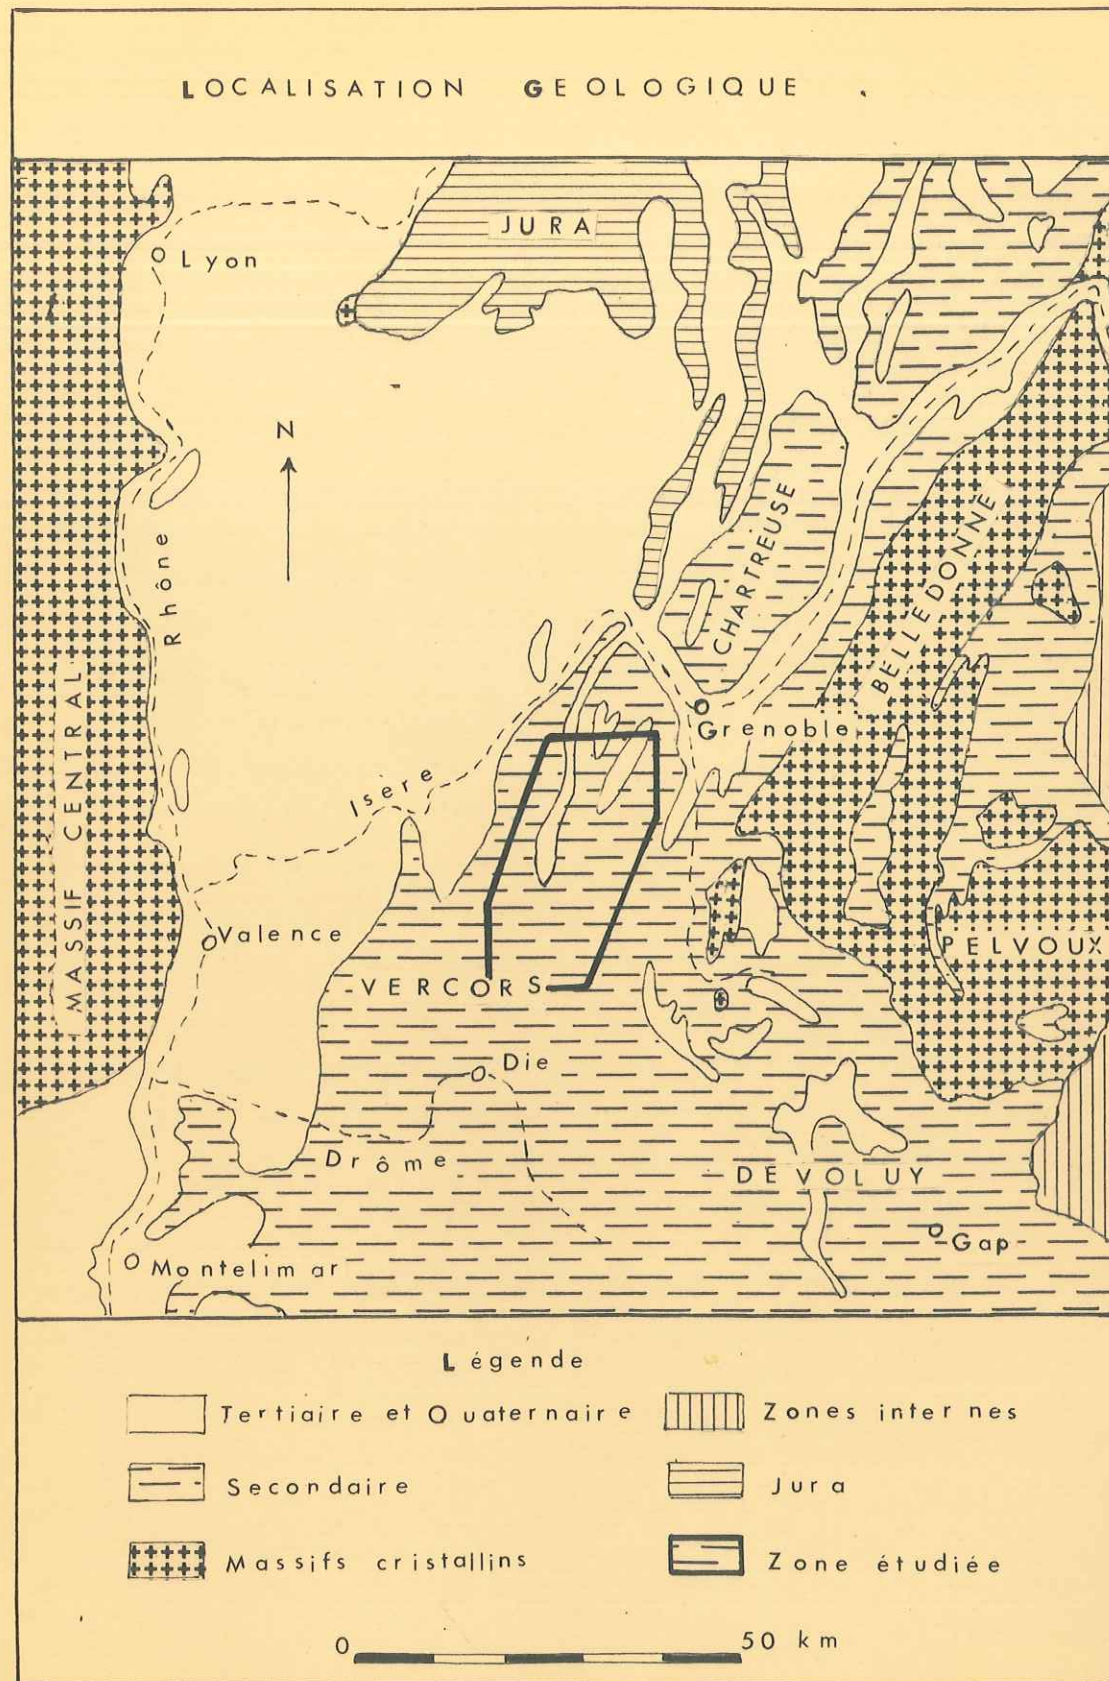 LOCALISATION GEOLOGIQUE
JURA
Lyon
N
Rhône
CHARTREUSE
BELLEDONNE
MASSIF CENTRAL
Grenoble
Isère
Valence
PELVOUX
VERCORS
Die
Drôme
DEVOLUY
Gap
Montelimar
Légende
Tertiaire et Quaternaire
Zones internes
Secondaire
Jura
Massifs cristallins
Zone étudiée
0 50 km